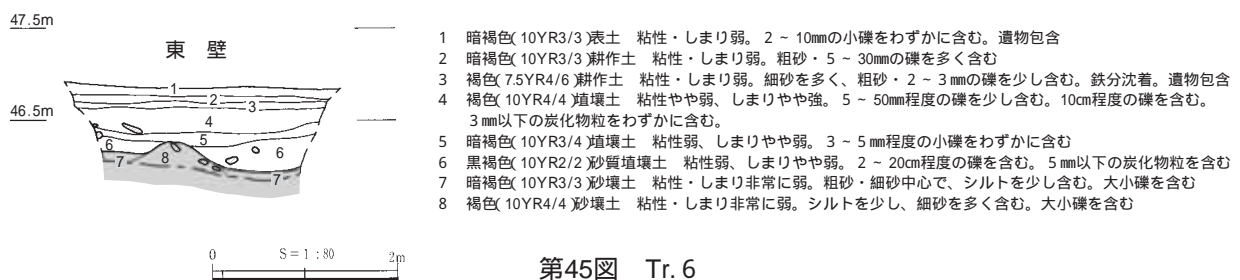 47.5m
東 壁
46.5m
1
2
3
4
5
6
6
7
8
7
1 暗褐色(10YR3/3)表土 粘性・しまり弱。2~10㎜の小礫をわずかに含む。遺物包含
2 暗褐色(10YR3/3)耕作土 粘性・しまり弱。粗砂・5~30㎜の礫を多く含む
3 褐色(7.5YR4/6)耕作土 粘性・しまり弱。細砂を多く、粗砂・2~3㎜の礫を少し含む。鉄分沈着。遺物包含
4 褐色(10YR4/4)埴壌土 粘性やや弱、しまりやや強。5~50㎜程度の礫を少し含む。10㎝程度の礫を含む。
3㎜以下の炭化物粒をわずかに含む。
5 暗褐色(10YR3/4)埴壌土 粘性弱、しまりやや弱。3~5㎜程度の小礫をわずかに含む
6 黒褐色(10YR2/2)砂質埴壌土 粘性弱、しまりやや弱。2~20㎝程度の礫を含む。5㎜以下の炭化物粒を含む
7 暗褐色(10YR3/3)砂壌土 粘性・しまり非常に弱。粗砂・細砂中心で、シルトを少し含む。大小礫を含む
8 褐色(10YR4/4)砂壌土 粘性・しまり非常に弱。シルトを少し、細砂を多く含む。大小礫を含む
0 S=1:80 2m
第45図 Tr.6